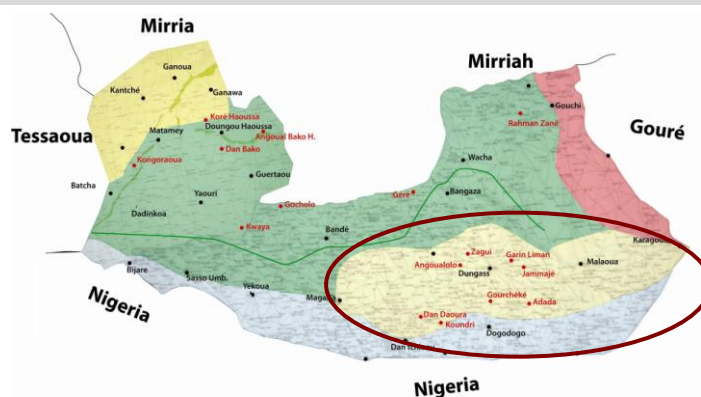 Mirria
Ganoua
Kantché
Ganawa
Mirriah
Gouchi
Rahman Zané
Gouré
Koré Haoussa
Doungou Haoussa
Angoual Bako H.
Tessaoua
Matamey
Dan Bako
Kongoraoua
Wacha
Guertaou
Batcha
Yaouri
Géré
Bangaza
Dadinkoa
Gocholo
Kwaya
Bandé
Karagou
Zagui
Garin Liman
Angoualolo
Dungass
Jammajé
Malaoua
Bijare
Sasso Umb.
Yékoua
Magaria
Gourchéké
Adada
Nigeria
Dan Daoura
Koundri
Dogodogo
Nigeria